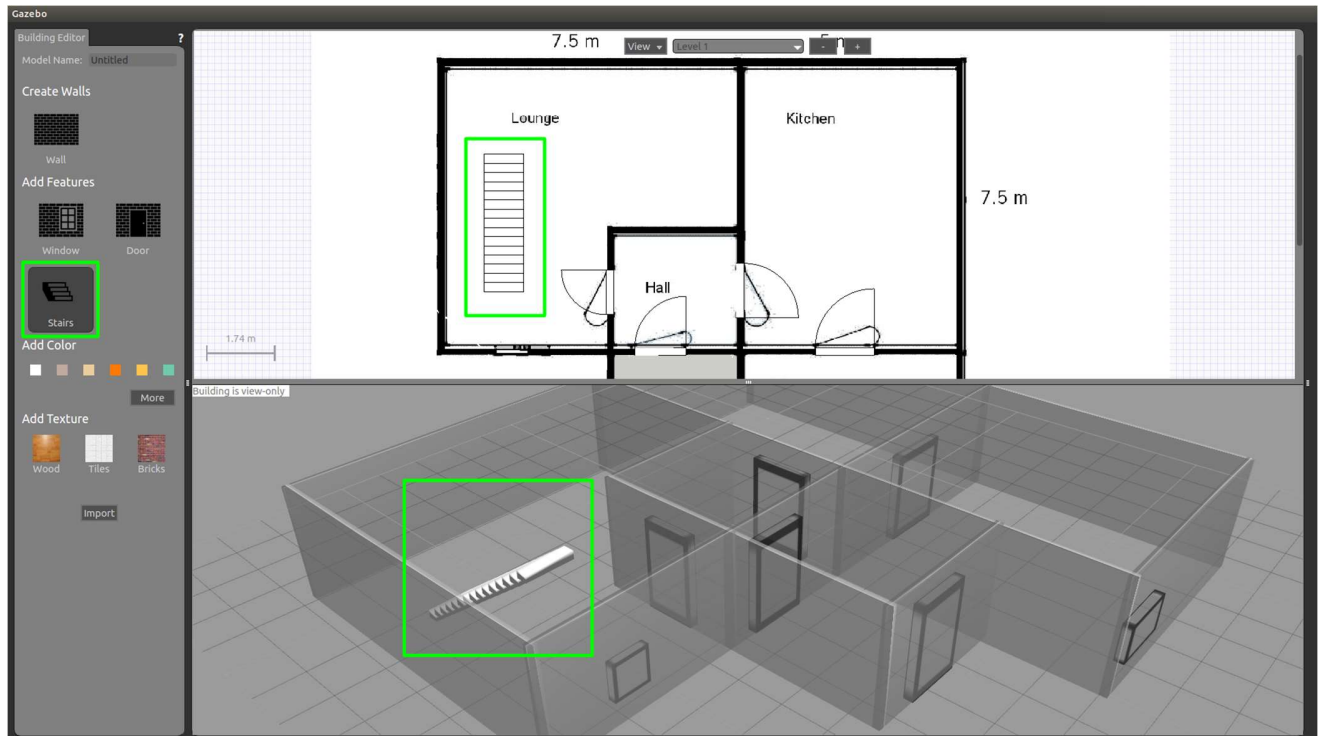 Gazebo
Building Editor
?
Model Name: Untitled
Create Walls
Wall
Add Features
Window
Door
Stairs
Add Color
More
Add Texture
Wood
Tiles
Bricks
Import
7.5 m
View
Level 1
-
+
Lounge
Kitchen
7.5 m
Hall
1.74 m
Building is view-only